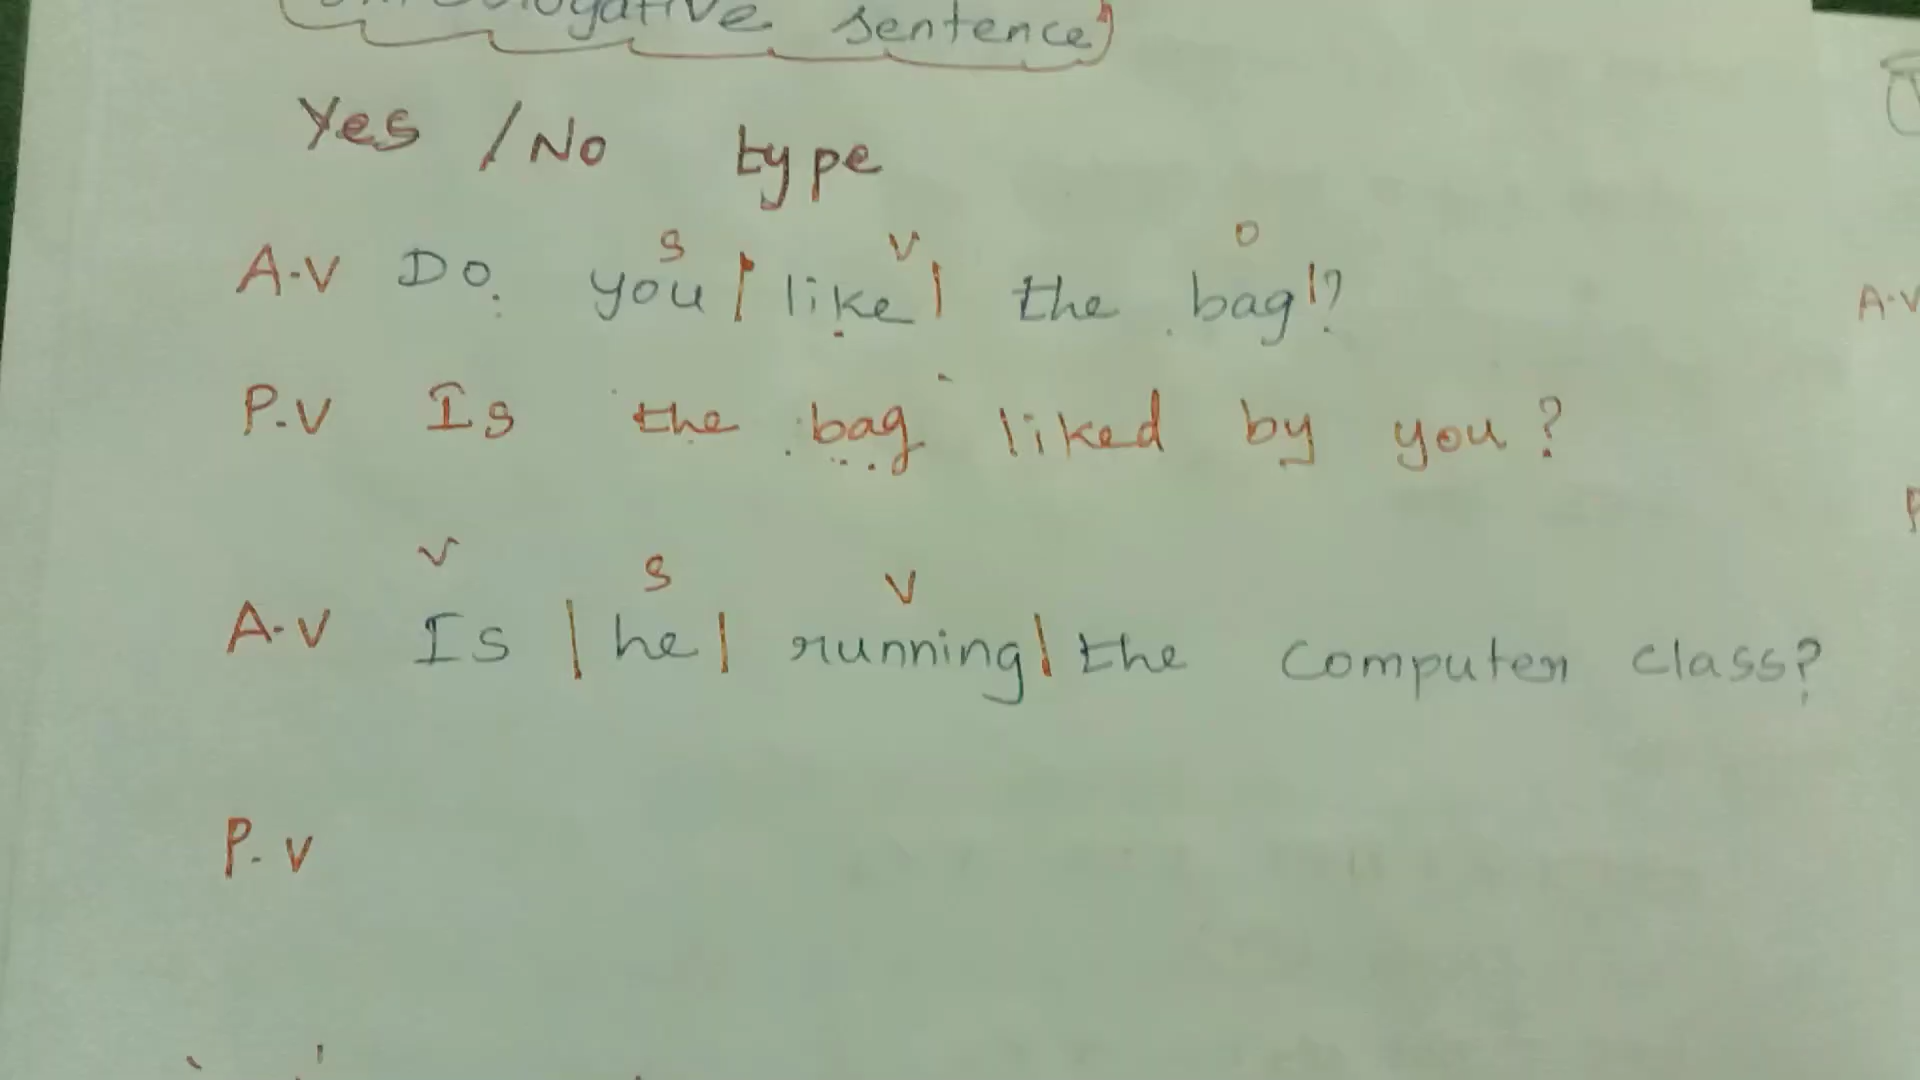 sentence
Yes / No type
S V O
A-V Do you | like | the bag |?
P.V Is the bag liked by you ?
V S V
A-V Is | he | running | the computer class?
A-V
P. V